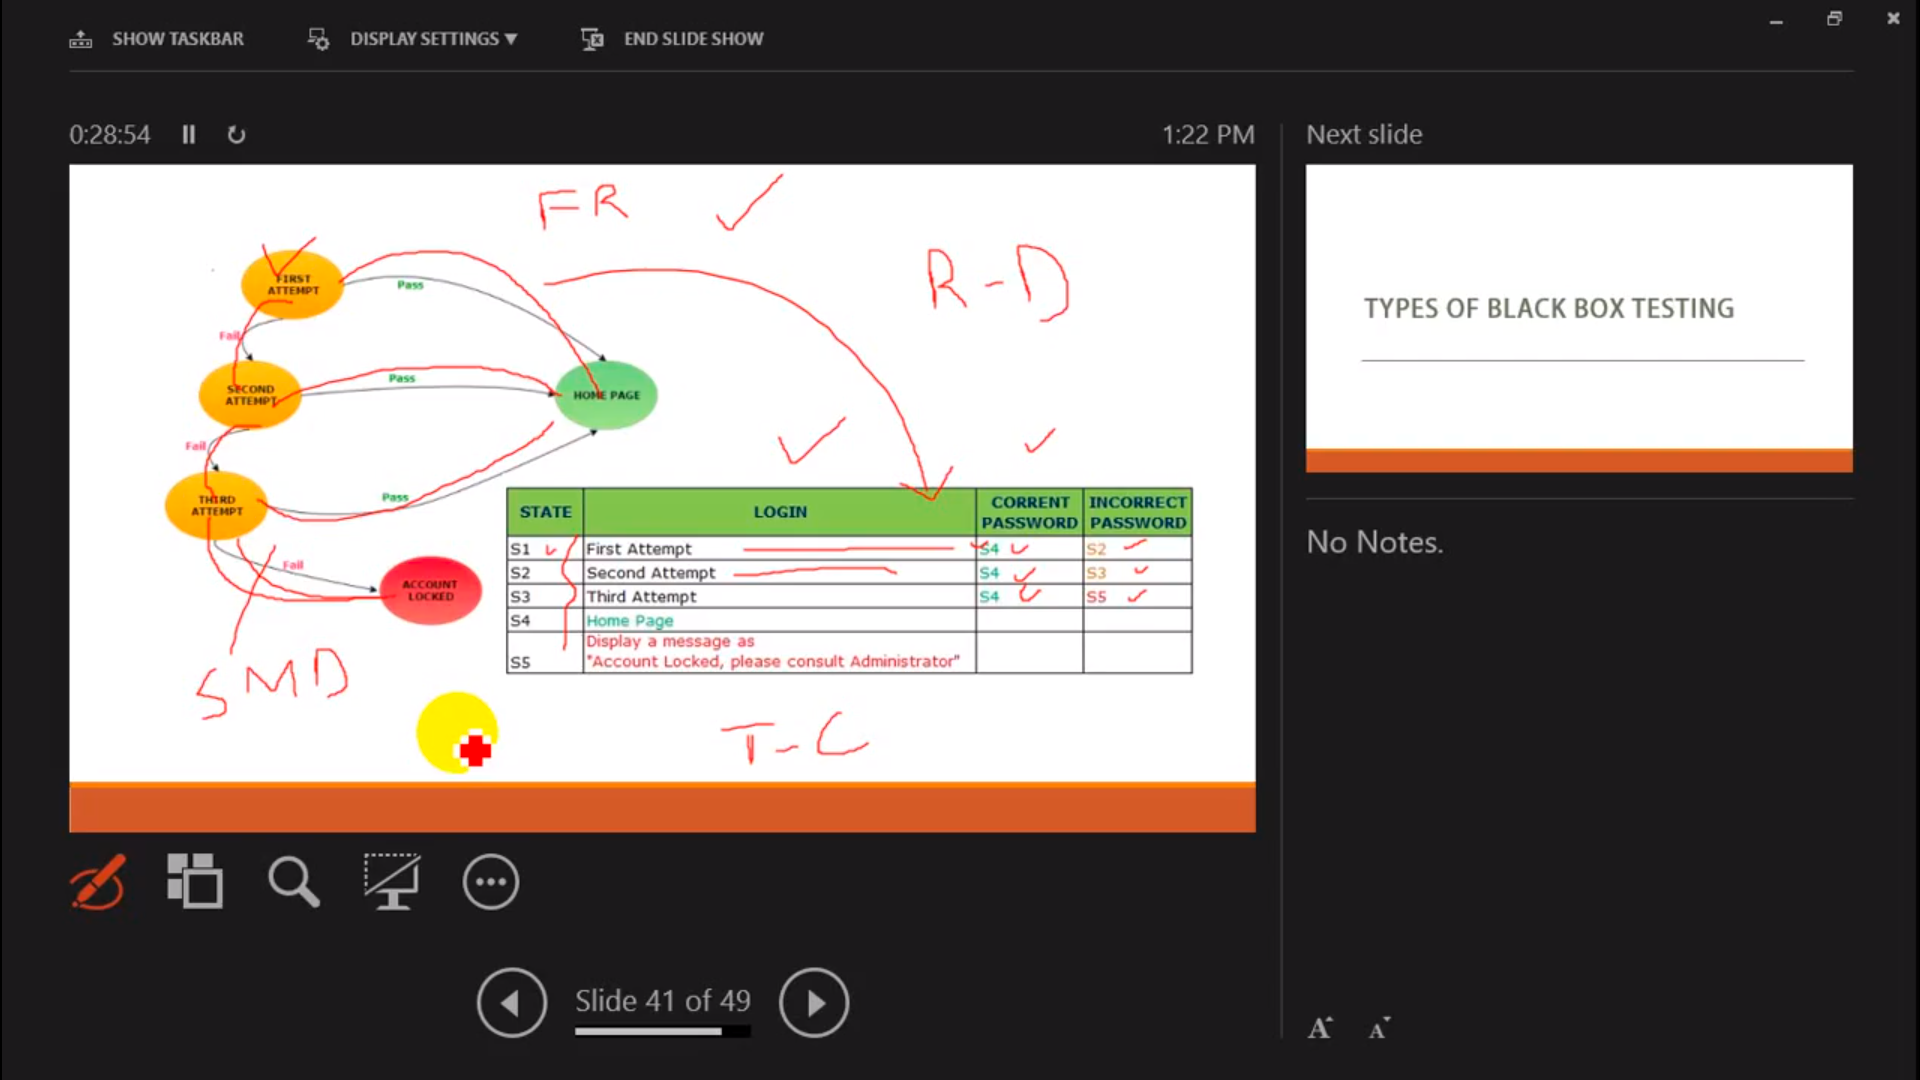 SHOW TASKBAR
DISPLAY SETTINGS ▼
END SLIDE SHOW
0:28:54
1:22 PM
Next slide
FR
R-D
FIRST
ATTEMPT
Pass
Fail
SECOND
ATTEMPT
Pass
HOME PAGE
Fail
THIRD
ATTEMPT
Pass
Fail
ACCOUNT
LOCKED
SMD
STATE LOGIN CORRENT PASSWORD INCORRECT PASSWORD
S1 First Attempt S4 S2
S2 Second Attempt S4 S3
S3 Third Attempt S4 S5
S4 Home Page
Display a message as
S5 "Account Locked, please consult Administrator"
T-C
TYPES OF BLACK BOX TESTING
No Notes.
Slide 41 of 49
A A